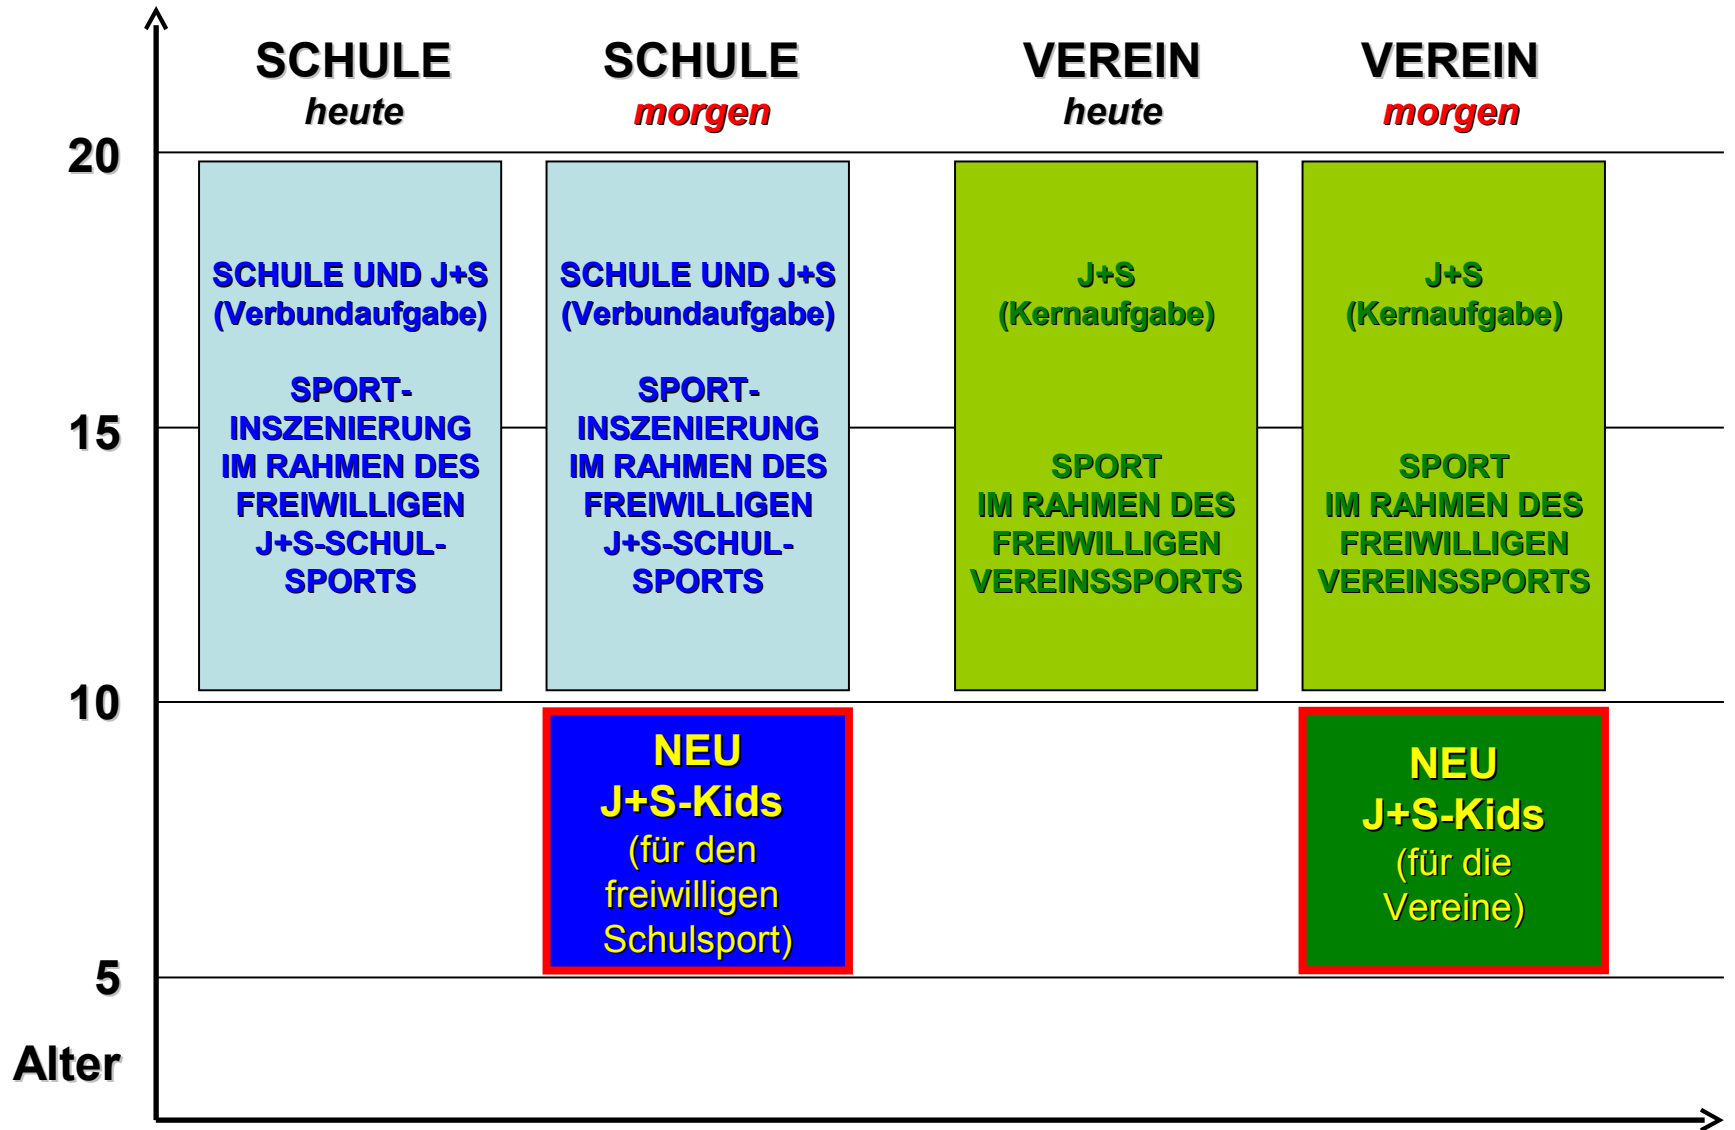 SCHULE
heute
SCHULE
morgen
VEREIN
heute
VEREIN
morgen
20
15
10
5
Alter
SCHULE UND J+S
(Verbundaufgabe)
SPORT-
INSZENIERUNG
IM RAHMEN DES
FREIWILLIGEN
J+S-SCHUL-
SPORTS
SCHULE UND J+S
(Verbundaufgabe)
SPORT-
INSZENIERUNG
IM RAHMEN DES
FREIWILLIGEN
J+S-SCHUL-
SPORTS
J+S
(Kernaufgabe)
SPORT
IM RAHMEN DES
FREIWILLIGEN
VEREINSSPORTS
J+S
(Kernaufgabe)
SPORT
IM RAHMEN DES
FREIWILLIGEN
VEREINSSPORTS
NEU
J+S-Kids
(für den
freiwilligen
Schulsport)
NEU
J+S-Kids
(für die
Vereine)